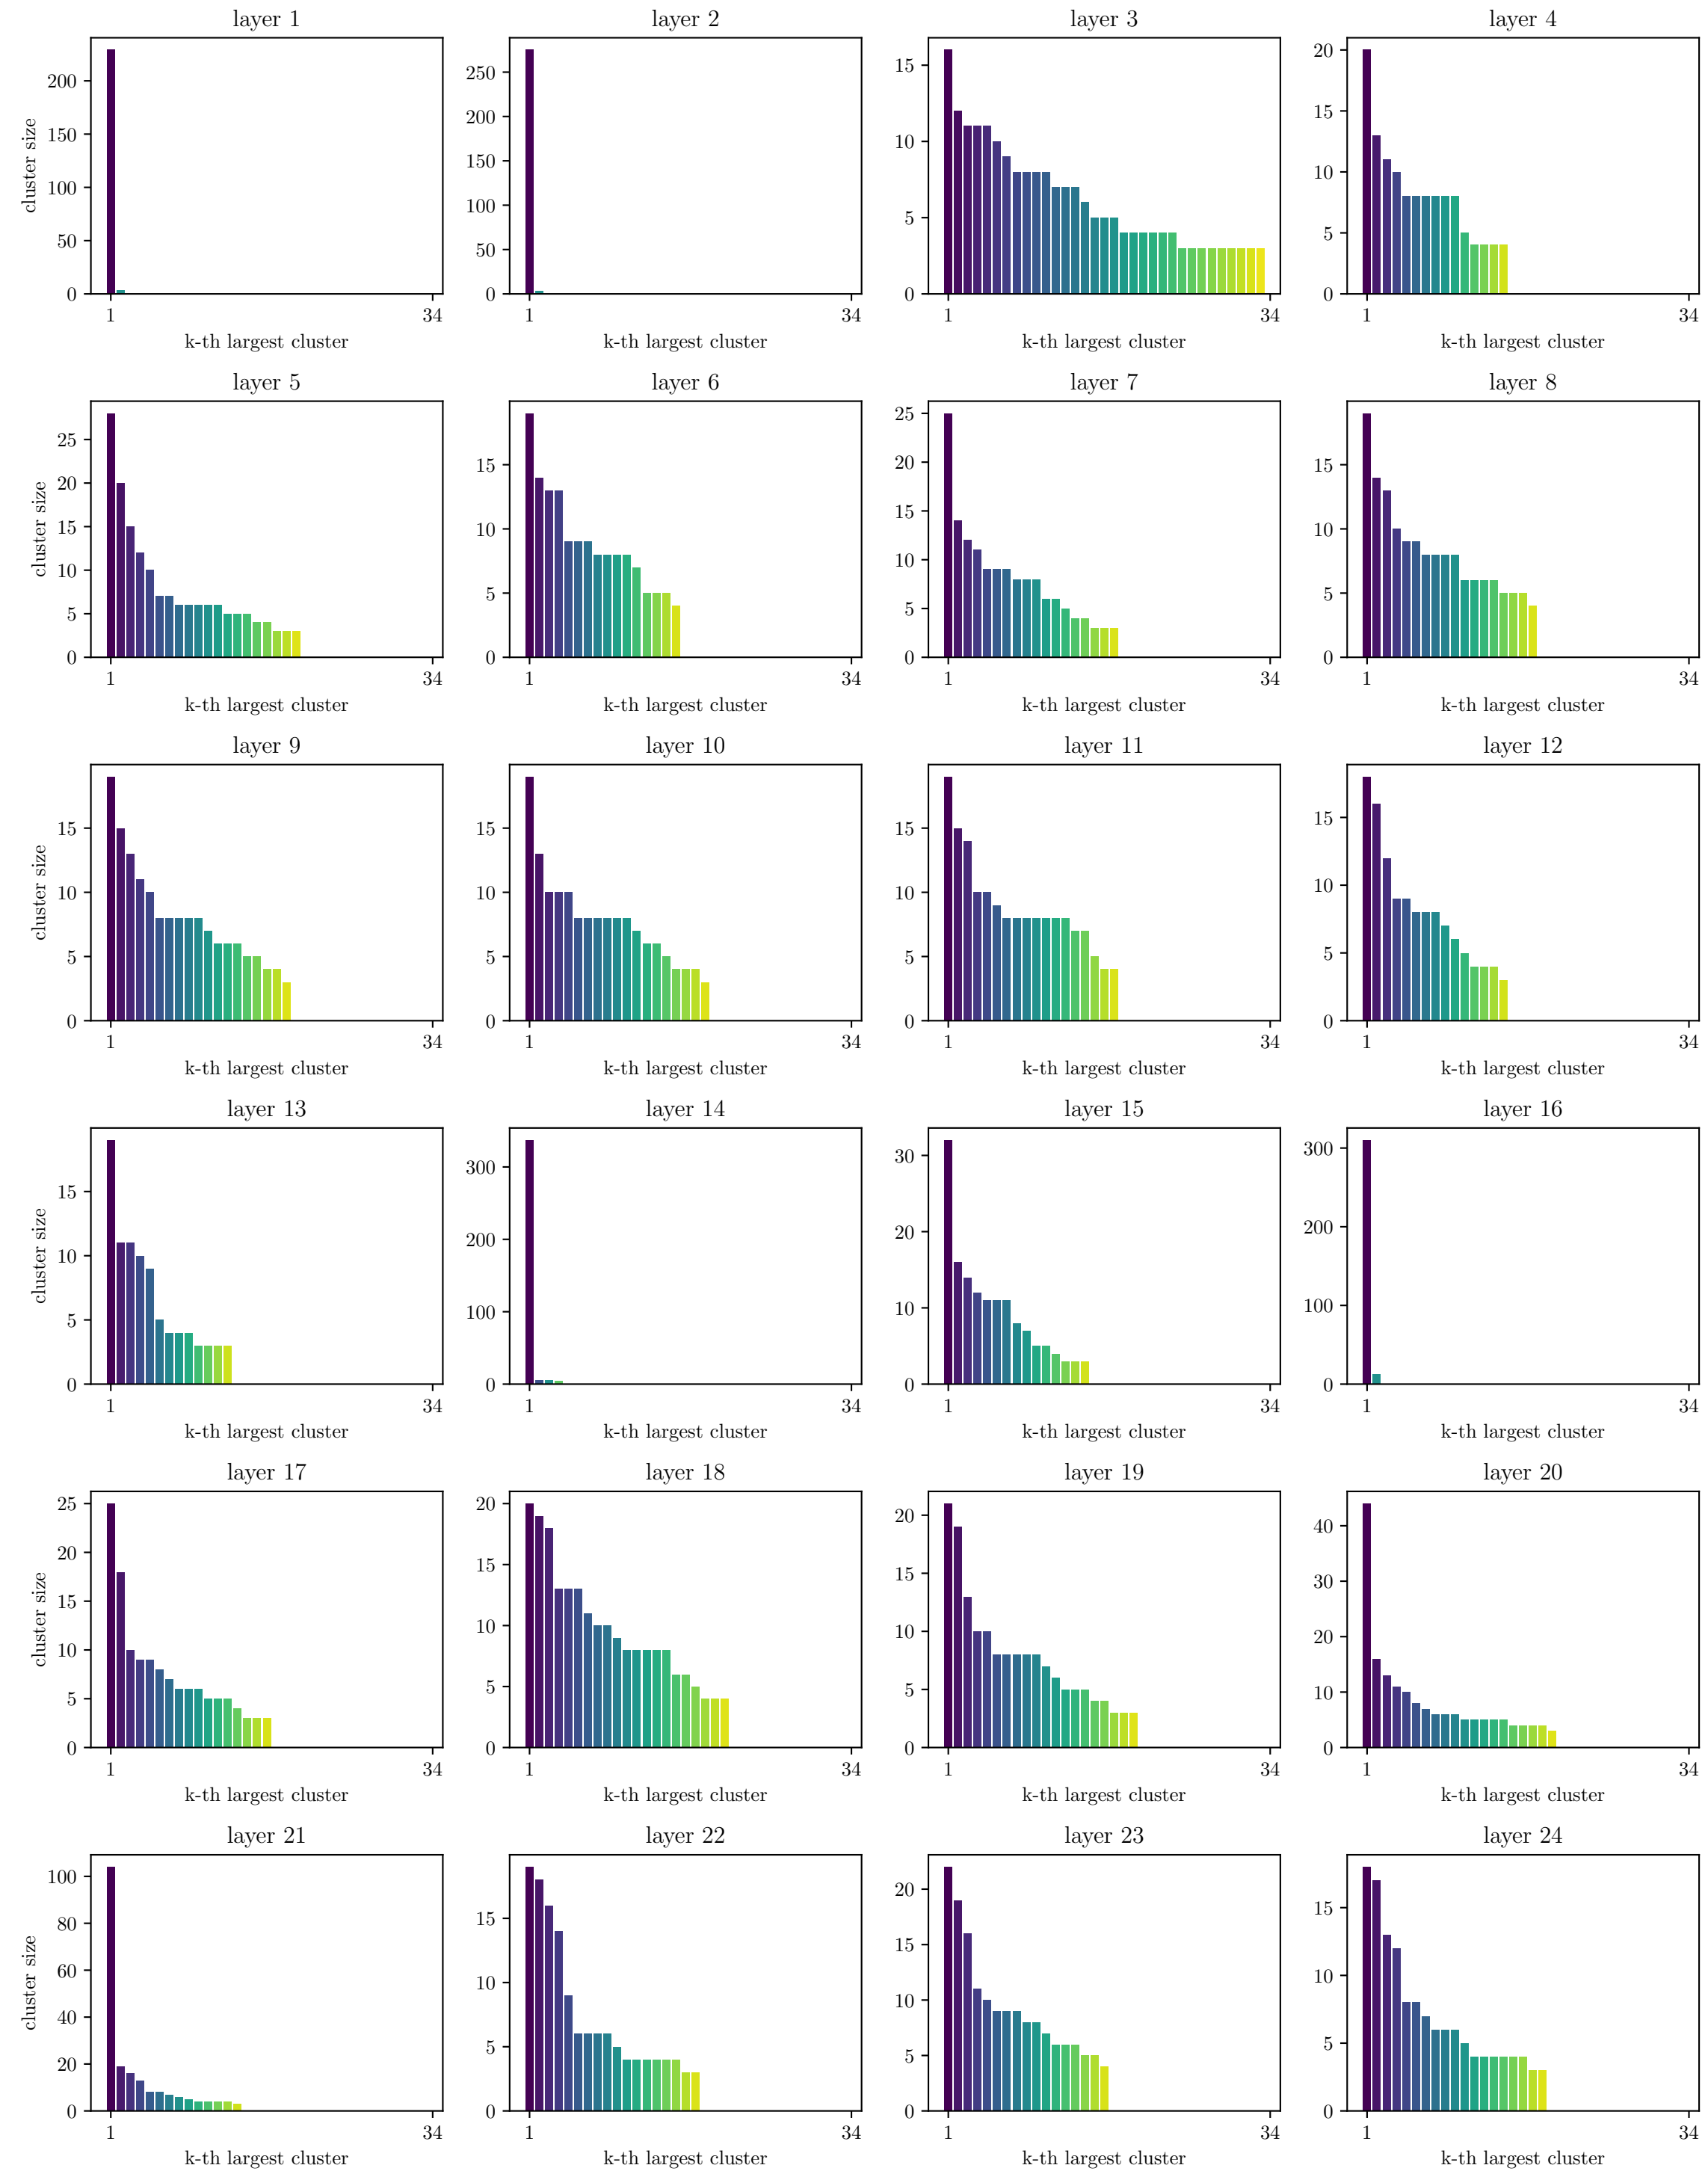 layer 1
layer 2
layer 3
layer 4
cluster size
200
150
100
50
0
250
200
150
100
50
0
15
10
5
0
20
15
10
5
0
1 34
1 34
1 34
1 34
k-th largest cluster
k-th largest cluster
k-th largest cluster
k-th largest cluster
layer 5
layer 6
layer 7
layer 8
cluster size
25
20
15
10
5
0
15
10
5
0
25
20
15
10
5
0
15
10
5
0
1 34
1 34
1 34
1 34
k-th largest cluster
k-th largest cluster
k-th largest cluster
k-th largest cluster
layer 9
layer 10
layer 11
layer 12
cluster size
15
10
5
0
15
10
5
0
15
10
5
0
15
10
5
0
1 34
1 34
1 34
1 34
k-th largest cluster
k-th largest cluster
k-th largest cluster
k-th largest cluster
layer 13
layer 14
layer 15
layer 16
cluster size
15
10
5
0
300
200
100
0
30
20
10
0
300
200
100
0
1 34
1 34
1 34
1 34
k-th largest cluster
k-th largest cluster
k-th largest cluster
k-th largest cluster
layer 17
layer 18
layer 19
layer 20
cluster size
25
20
15
10
5
0
20
15
10
5
0
20
15
10
5
0
40
30
20
10
0
1 34
1 34
1 34
1 34
k-th largest cluster
k-th largest cluster
k-th largest cluster
k-th largest cluster
layer 21
layer 22
layer 23
layer 24
cluster size
100
80
60
40
20
0
15
10
5
0
20
15
10
5
0
15
10
5
0
1 34
1 34
1 34
1 34
k-th largest cluster
k-th largest cluster
k-th largest cluster
k-th largest cluster